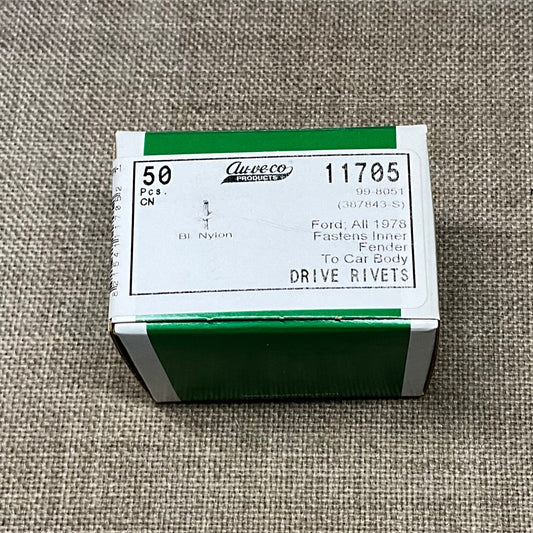 50
Pcs.
CN
Au-ve-co
PRODUCTS
11705
99-8051
(387843-S)
Bl. Nylon
Ford; All 1978
Fastens Inner
Fender
To Car Body
DRIVE RIVETS